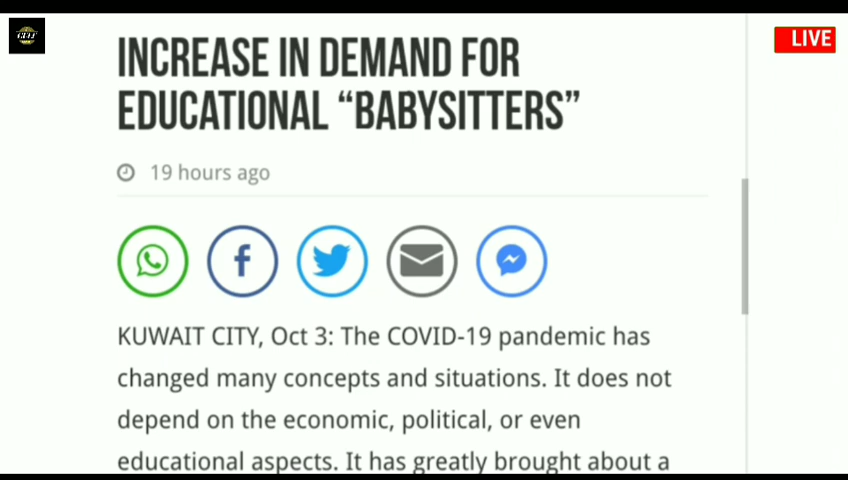 LIVE
INCREASE IN DEMAND FOR
EDUCATIONAL “BABYSITTERS”
19 hours ago
KUWAIT CITY, Oct 3: The COVID-19 pandemic has
changed many concepts and situations. It does not
depend on the economic, political, or even
educational aspects. It has greatly brought about a